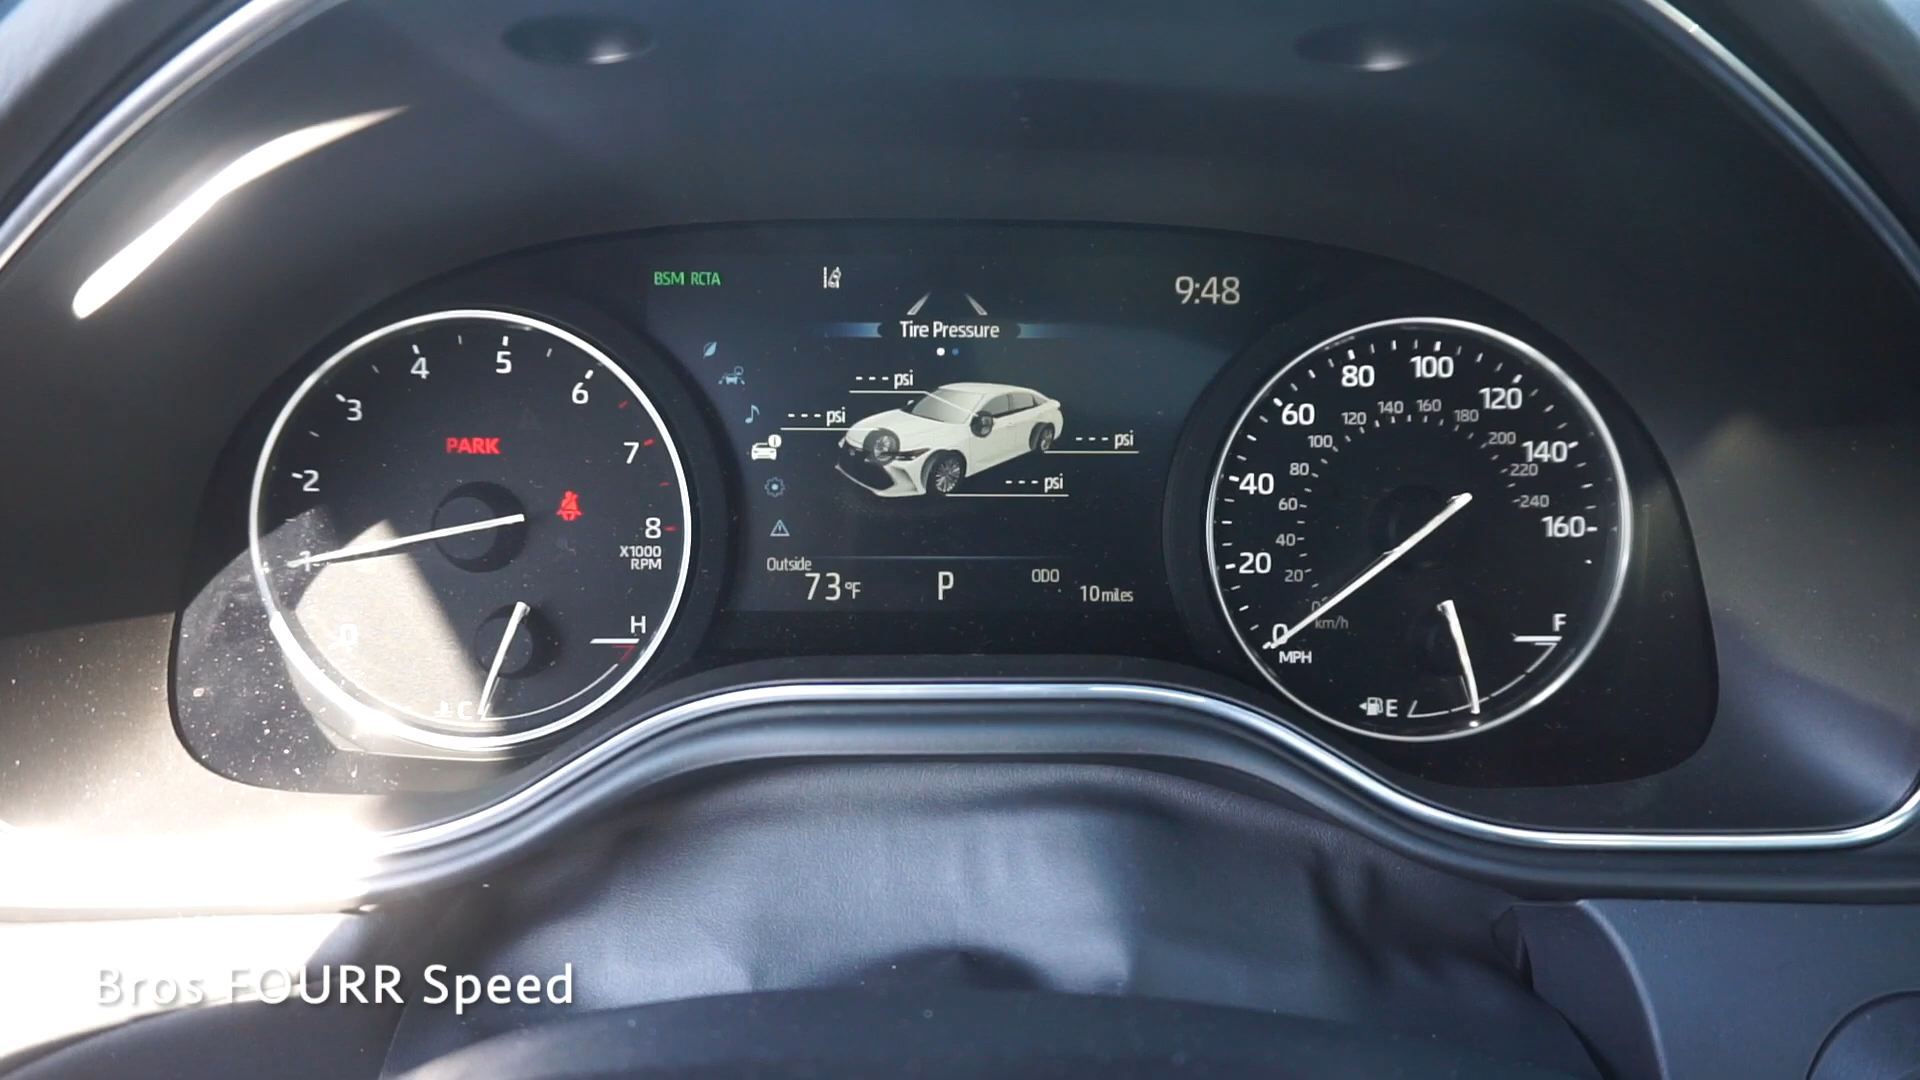 BSM RCTA
9:48
Tire Pressure
--- psi
--- psi
--- psi
--- psi
Outside
73°F
P
ODO
10 miles
PARK
0
1
2
3
4
5
6
7
8
X1000
RPM
H
C
0
20
40
60
80
100
120
140
160
MPH
0
20
40
60
80
100
120
140
160
180
200
220
240
km/h
F
E
Bros FOURR Speed